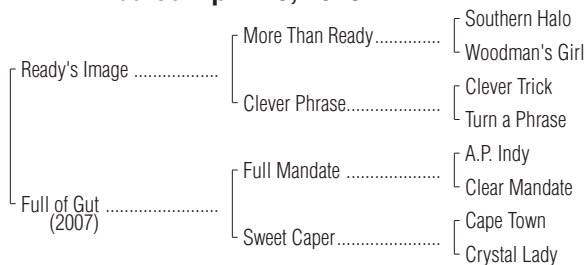 Southern Halo
More Than Ready
Woodman's Girl
Ready's Image
Clever Trick
Clever Phrase
Turn a Phrase
A.P. Indy
Full Mandate
Clear Mandate
Full of Gut
(2007)
Cape Town
Sweet Caper
Crystal Lady